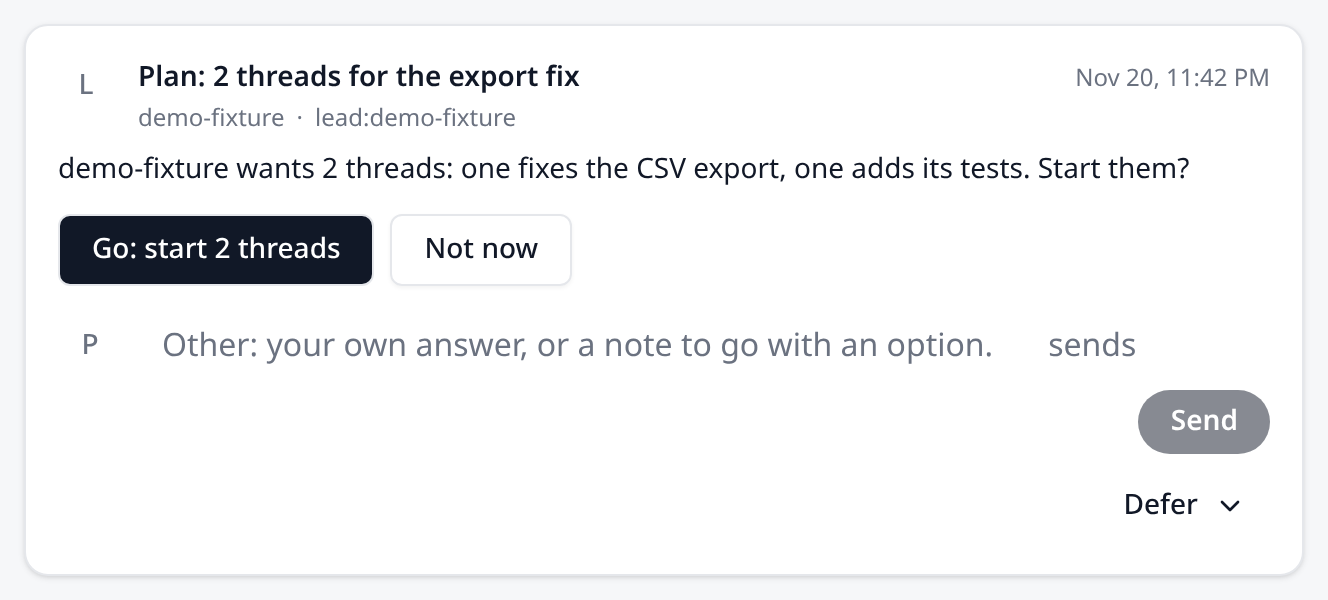 L
Plan: 2 threads for the export fix
Nov 20, 11:42 PM
demo-fixture · lead:demo-fixture
demo-fixture wants 2 threads: one fixes the CSV export, one adds its tests. Start them?
Go: start 2 threads
Not now
P
Other: your own answer, or a note to go with an option. sends
Send
Defer